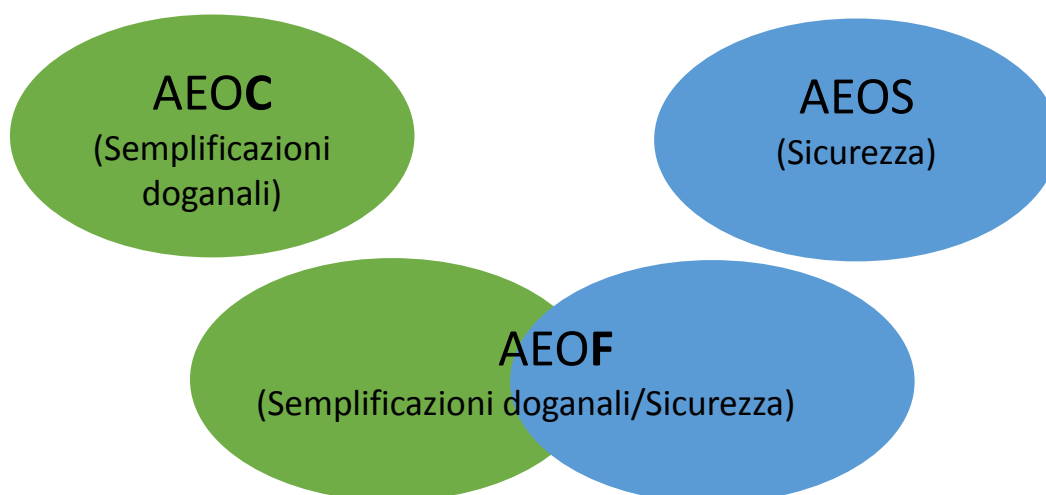 AEOC
(Semplificazioni
doganali)
AEOS
(Sicurezza)
AEOF
(Semplificazioni doganali/Sicurezza)